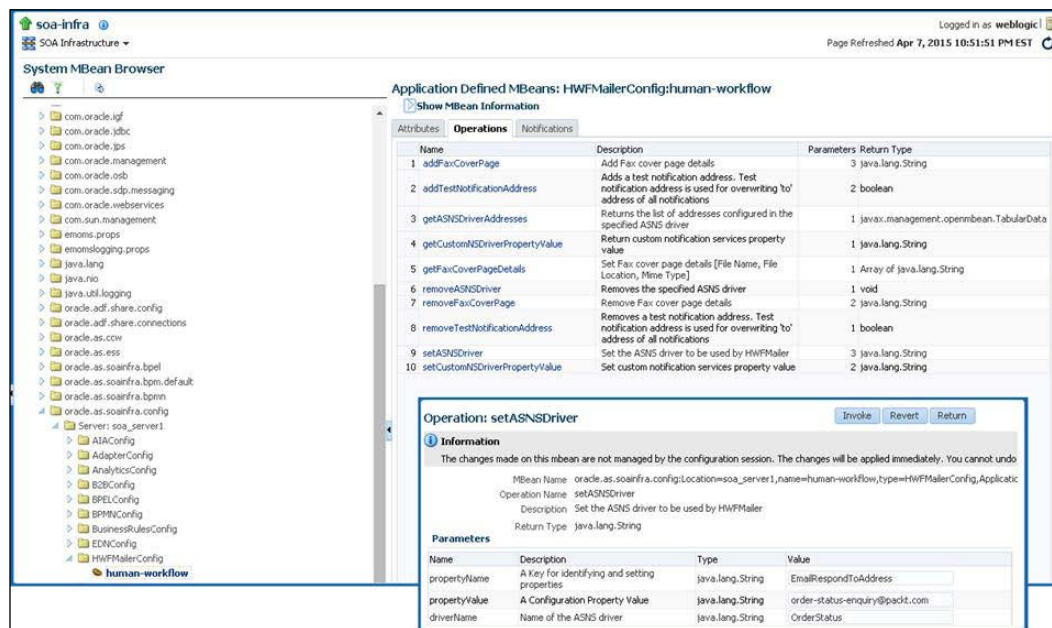 soa-infra
Logged in as weblogic
SOA Infrastructure
Page Refreshed Apr 7, 2015 10:51:51 PM EST
System MBean Browser
com.oracle.igf
com.oracle.jdbc
com.oracle.jps
com.oracle.management
com.oracle.osb
com.oracle.sdp.messaging
com.oracle.webservices
com.sun.management
emoms.props
emomslogging.props
java.lang
java.nio
java.util.logging
oracle.adf.share.config
oracle.adf.share.connections
oracle.as.ccw
oracle.as.ess
oracle.as.soainfra.bpel
oracle.as.soainfra.bpm.default
oracle.as.soainfra.bpmn
oracle.as.soainfra.config
Server: soa_server1
AIAConfig
AdapterConfig
AnalyticsConfig
B2BConfig
BPELConfig
BPMNConfig
BusinessRulesConfig
EDNConfig
HWFMailerConfig
human-workflow
Application Defined MBeans: HWFMailerConfig:human-workflow
Show MBean Information
Attributes Operations Notifications
Name Description Parameters Return Type
1 addFaxCoverPage Add Fax cover page details 3 java.lang.String
2 addTestNotificationAddress Adds a test notification address. Test notification address is used for overwriting 'to' address of all notifications 2 boolean
3 getASNSDriverAddresses Returns the list of addresses configured in the specified ASNS driver 1 javax.management.openmbean.TabularData
4 getCustomNSDriverPropertyValue Return custom notification services property value 1 java.lang.String
5 getFaxCoverPageDetails Set Fax cover page details [File Name, File Location, Mime Type] 1 Array of java.lang.String
6 removeASNSDriver Removes the specified ASNS driver 1 void
7 removeFaxCoverPage Remove Fax cover page details 2 java.lang.String
8 removeTestNotificationAddress Removes a test notification address. Test notification address is used for overwriting 'to' address of all notifications 1 boolean
9 setASNSDriver Set the ASNS driver to be used by HWFMailer 3 java.lang.String
10 setCustomNSDriverPropertyValue Set custom notification services property value 2 java.lang.String
Operation: setASNSDriver
Invoke Revert Return
Information
The changes made on this mbean are not managed by the configuration session. The changes will be applied immediately. You cannot undo
MBean Name oracle.as.soainfra.config:Location=soa_server1,name=human-workflow,type=HWFMailerConfig,Applicatic
Operation Name setASNSDriver
Description Set the ASNS driver to be used by HWFMailer
Return Type java.lang.String
Parameters
Name Description Type Value
propertyName A Key for identifying and setting properties java.lang.String EmailRespondToAddress
propertyValue A Configuration Property Value java.lang.String order-status-enquiry@packt.com
driverName Name of the ASNS driver java.lang.String OrderStatus